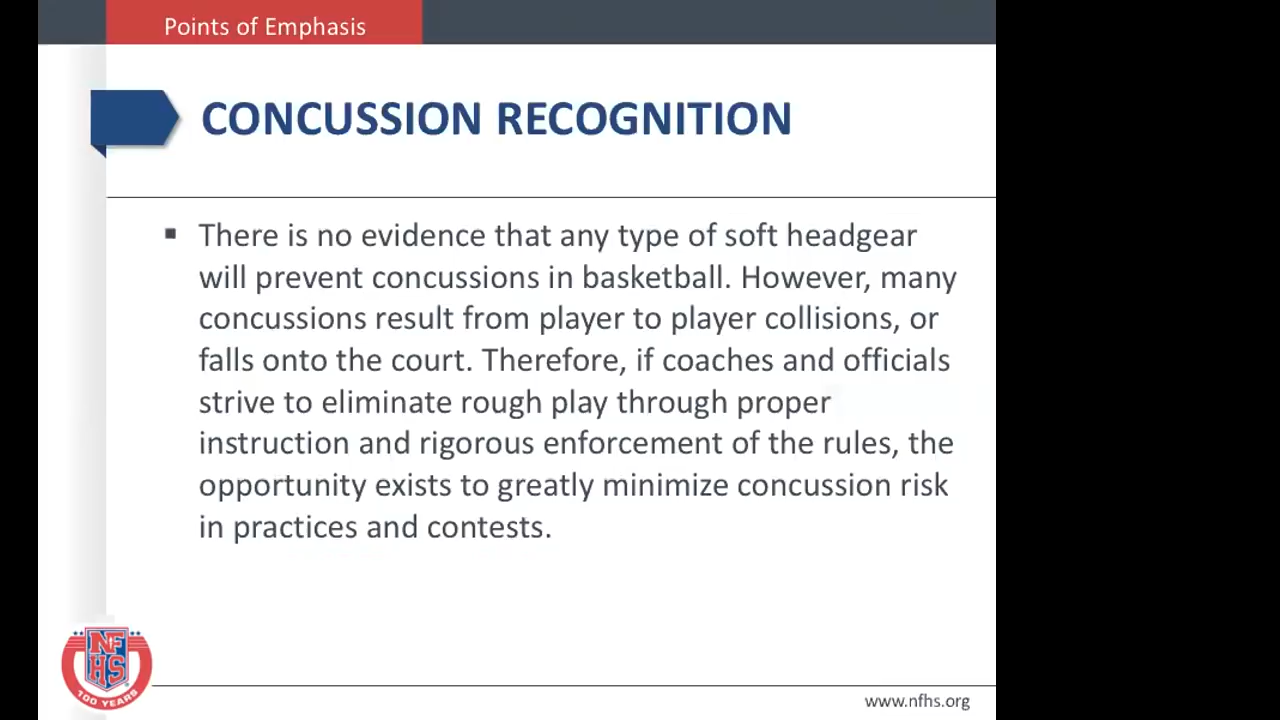 Points of Emphasis
CONCUSSION RECOGNITION
▪ There is no evidence that any type of soft headgear
will prevent concussions in basketball. However, many
concussions result from player to player collisions, or
falls onto the court. Therefore, if coaches and officials
strive to eliminate rough play through proper
instruction and rigorous enforcement of the rules, the
opportunity exists to greatly minimize concussion risk
in practices and contests.
NF
HS
100 YEARS
www.nfhs.org